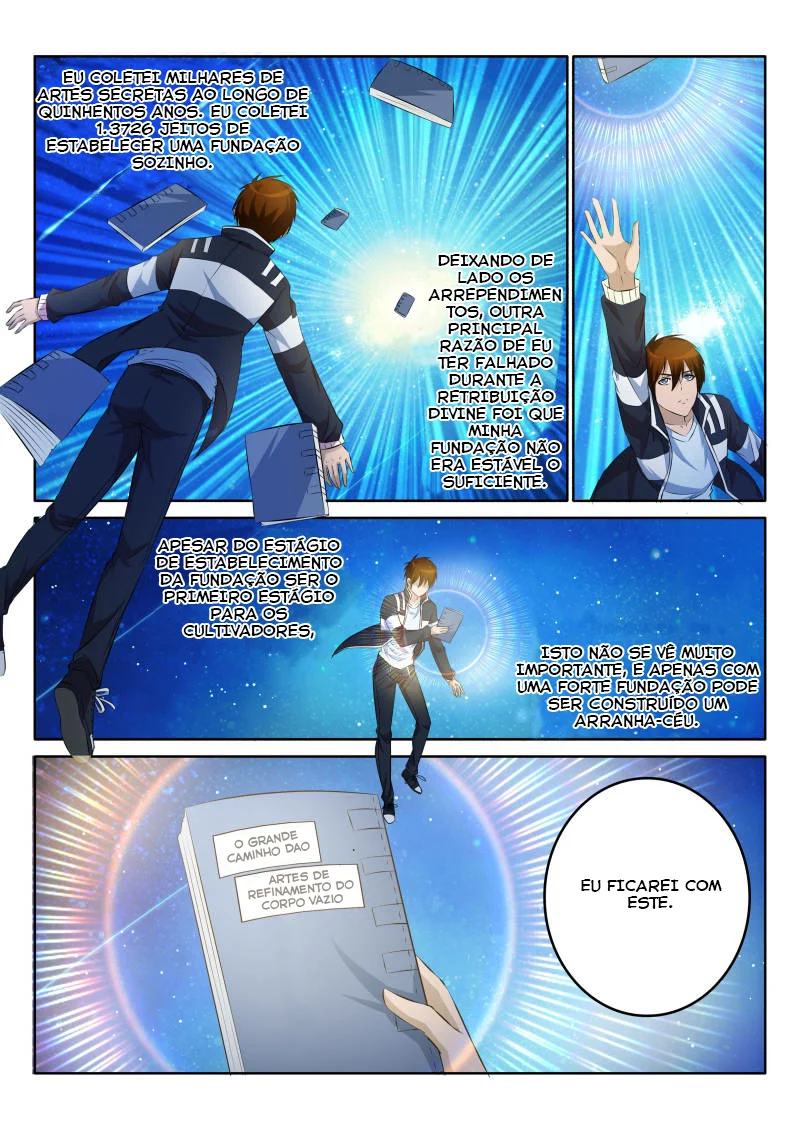 EU COLETEI MILHARES DE
ARTES SECRETAS AO LONGO DE
QUINHENTOS ANOS. EU COLETEI
1.3726 JEITOS DE
ESTABELECER UMA FUNDAÇÃO
SOZINHO.
DEIXANDO DE
LADO OS
ARREPENDIMEN
TOS, OUTRA
PRINCIPAL
RAZÃO DE EU
TER FALHADO
DURANTE A
RETRIBUIÇÃO
DIVINE FOI QUE
MINHA
FUNDAÇÃO NÃO
ERA ESTÁVEL O
SUFICIENTE.
APESAR DO ESTÁGIO
DE ESTABELECIMENTO
DA FUNDAÇÃO SER O
PRIMEIRO ESTÁGIO
PARA OS
CULTIVADORES,
ISTO NÃO SE VÊ MUITO
IMPORTANTE, E APENAS COM
UMA FORTE FUNDAÇÃO PODE
SER CONSTRUÍDO UM
ARRANHA-CÉU.
O GRANDE
CAMINHO DAO
ARTES DE
REFINAMENTO DO
CORPO VAZIO
EU FICAREI COM
ESTE.